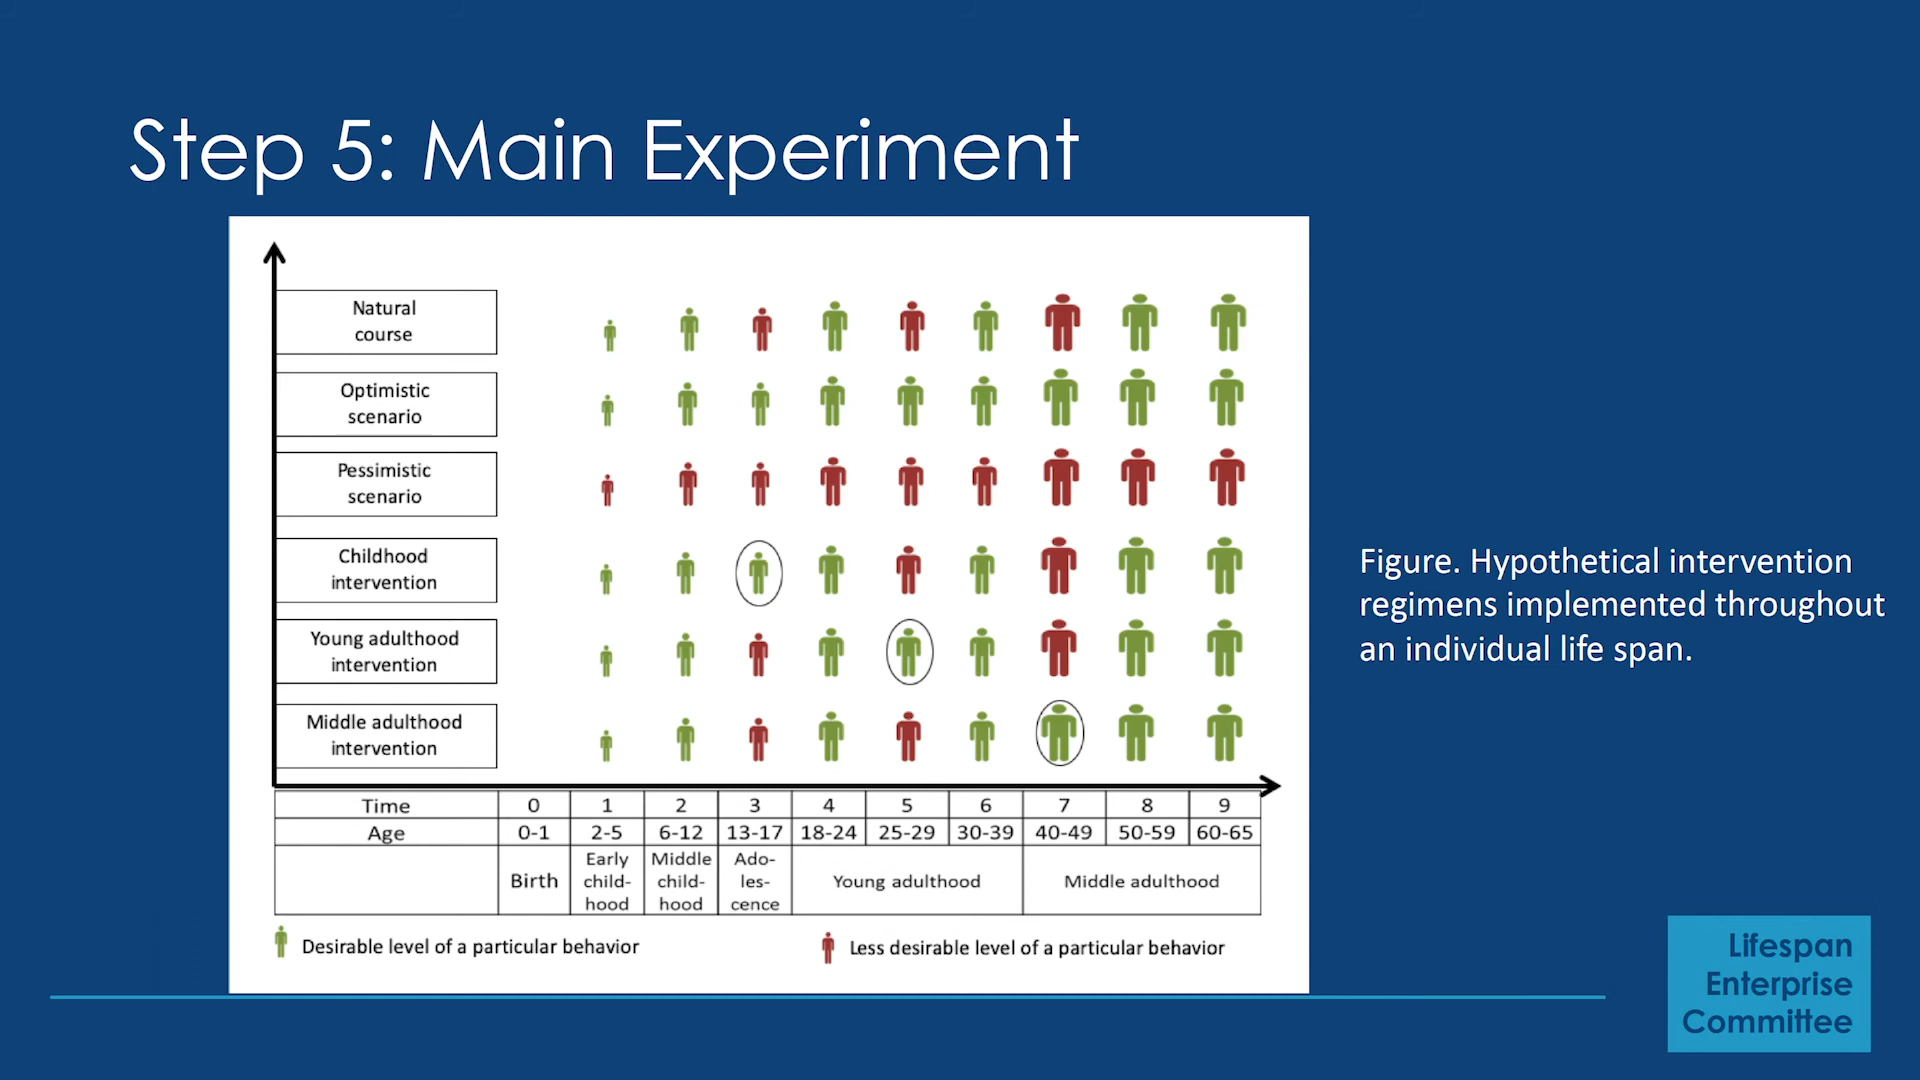 Step 5: Main Experiment
Natural
course
Optimistic
scenario
Pessimistic
scenario
Childhood
intervention
Young adulthood
intervention
Middle adulthood
intervention
Time 0 1 2 3 4 5 6 7 8 9
Age 0-1 2-5 6-12 13-17 18-24 25-29 30-39 40-49 50-59 60-65
Birth
Early
child-
hood
Middle
child-
hood
Ado-
les-
cence
Young adulthood
Middle adulthood
Desirable level of a particular behavior
Less desirable level of a particular behavior
Figure. Hypothetical intervention
regimens implemented throughout
an individual life span.
Lifespan
Enterprise
Committee